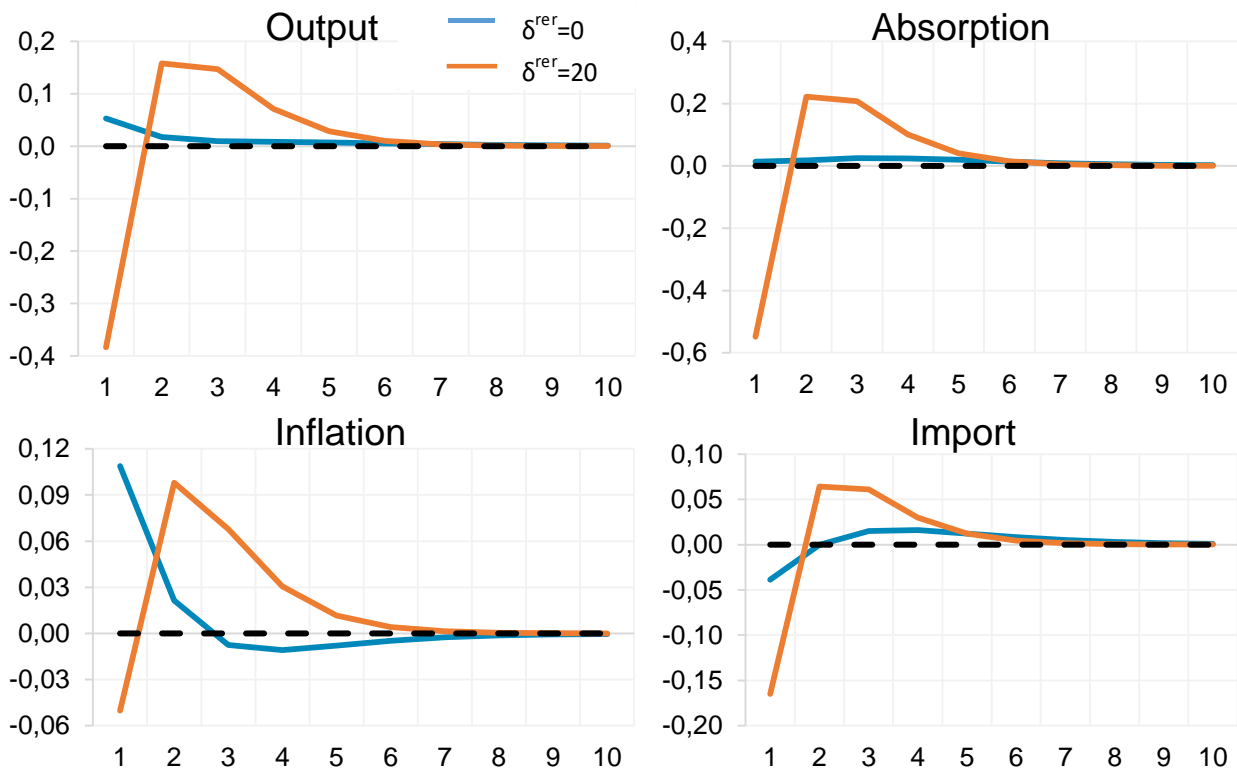 Output
δrer=0
δrer=20
0,2
0,1
0,0
-0,1
-0,2
-0,3
-0,4
1 2 3 4 5 6 7 8 9 10
Absorption
0,4
0,2
0,0
-0,2
-0,4
-0,6
1 2 3 4 5 6 7 8 9 10
Inflation
0,12
0,09
0,06
0,03
0,00
-0,03
-0,06
1 2 3 4 5 6 7 8 9 10
Import
0,10
0,05
0,00
-0,05
-0,10
-0,15
-0,20
1 2 3 4 5 6 7 8 9 10